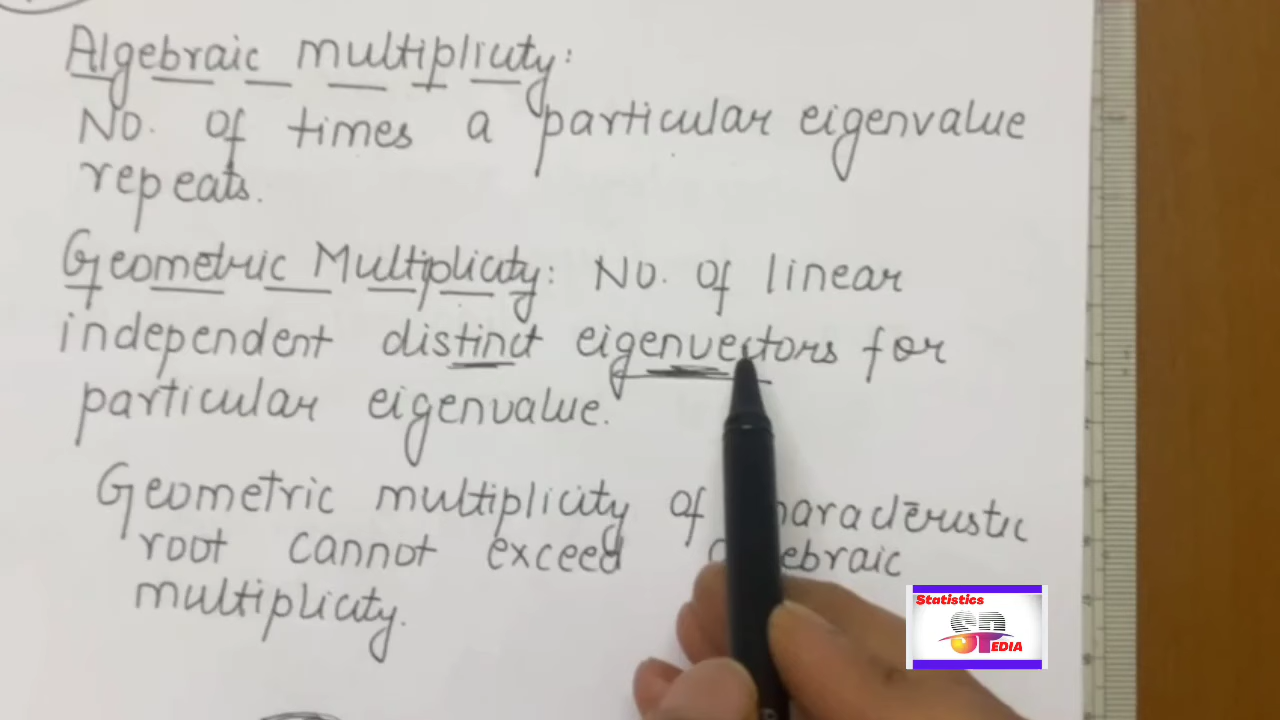 Algebraic multiplicity:
No. of times a particular eigenvalue
repeats.
Geometric Multiplicity: No. of linear
independent distinct eigenvectors for
particular eigenvalue.
Geometric multiplicity of
root cannot exceed
multiplicity.
Statistics
EDIA